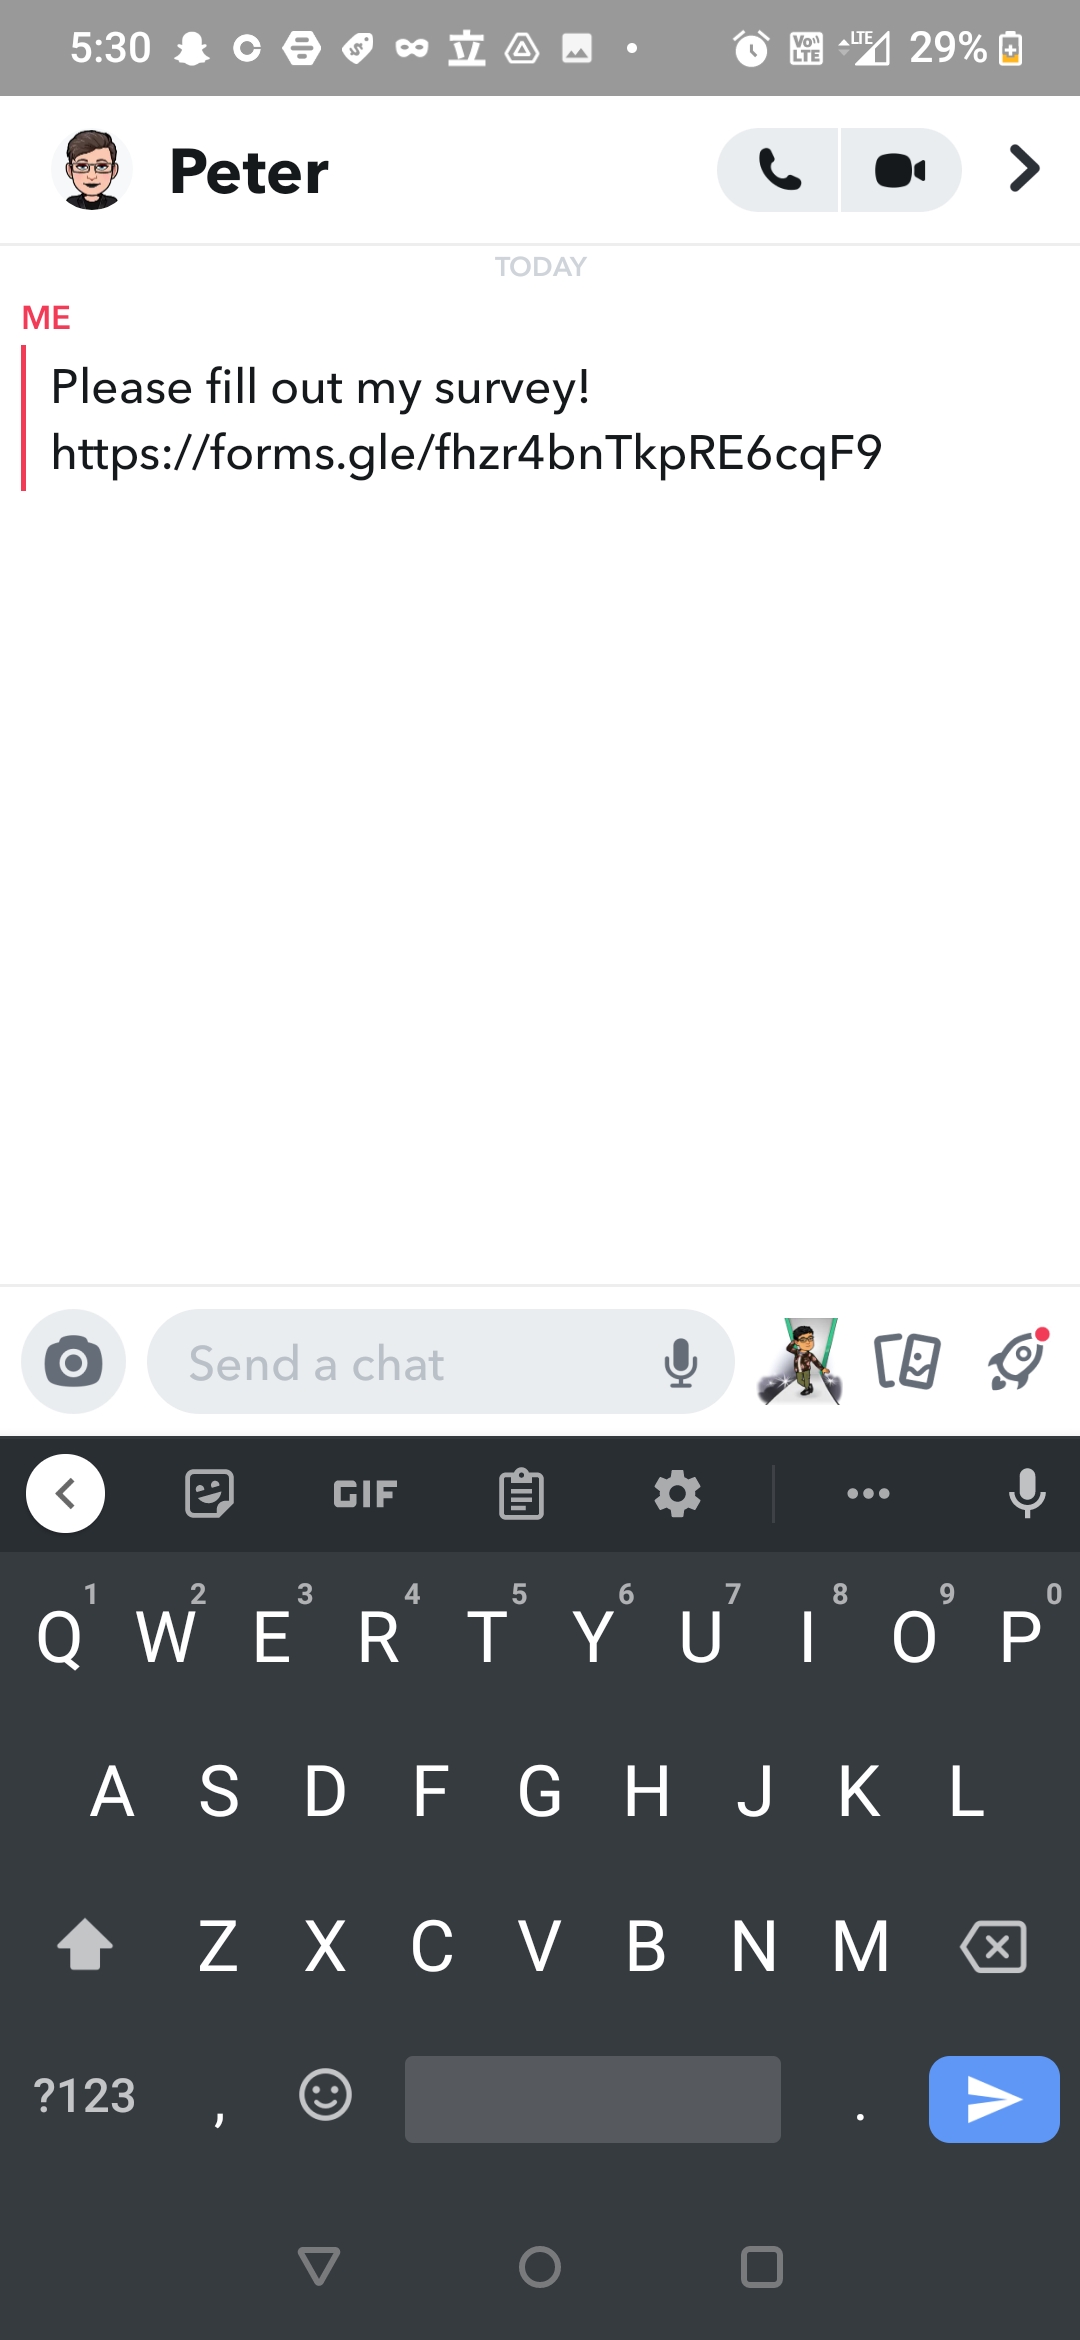 5:30 立 Vo LTE LTE 29%
Peter
TODAY
ME
Please fill out my survey!
https://forms.gle/fhzr4bnTkpRE6cqF9
Send a chat
GIF
1 2 3 4 5 6 7 8 9 0
Q W E R T Y U I O P
A S D F G H J K L
Z X C V B N M
?123 , .